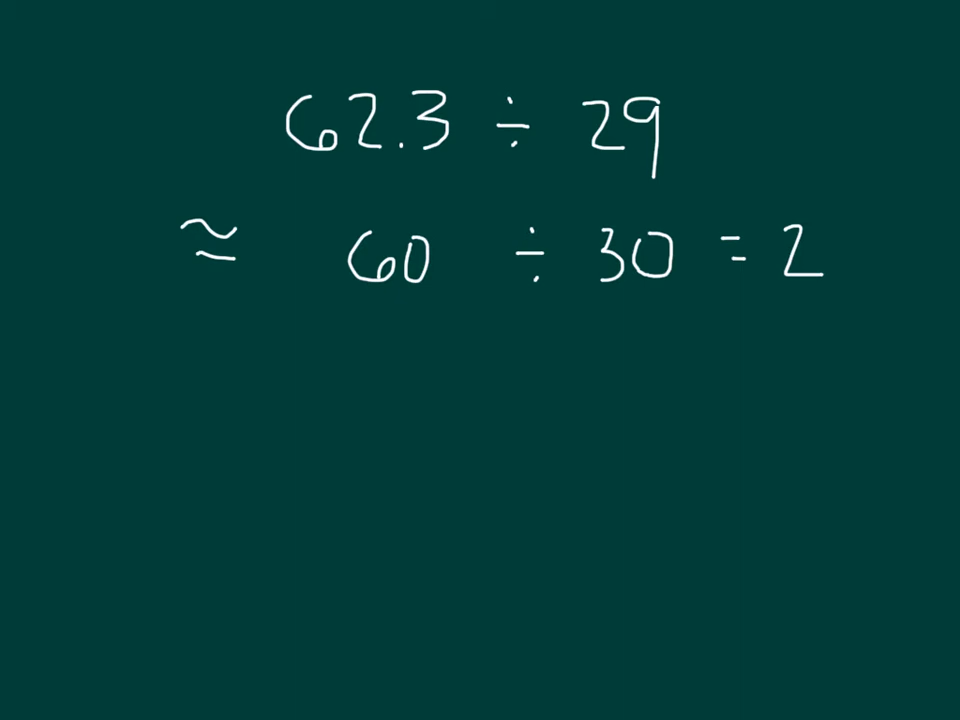 62.3 ÷ 29
≈ 60 ÷ 30 = 2